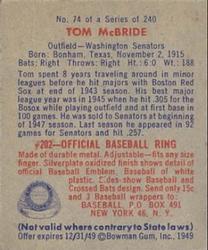 No. 74 of a Series of 240
TOM McBRIDE
Outfield—Washington Senators
Born: Bonham, Texas, November 2, 1915
Bats: Right Throws: Right Ht.: 6:0 Wt.: 188
Tom spent 8 years traveling around in minor
leagues before he hit majors with Boston Red
Sox at end of 1943 season. His best major
league year was in 1945 when he hit .305 for the
Bosox while playing outfield and at first base in
100 games. He was sold to Senators at beginning
of 1947 season. Last season he appeared in 92
games for Senators and hit .257.
#202—OFFICIAL BASEBALL RING
Made of durable metal. Adjustable—fits any size
finger. Silverplate oxidized finish shows detail of
official Baseball Emblem. Baseball of white
plastic. Sides show Baseball and
Crossed Bats design. Send only 15c
and 3 Baseball wrappers to:
BASEBALL, P.O. BOX 491
NEW YORK 46, N. Y.
(Not valid where contrary to State laws)
Offer expires 12/31/49 ©Bowman Gum, Inc., 1949